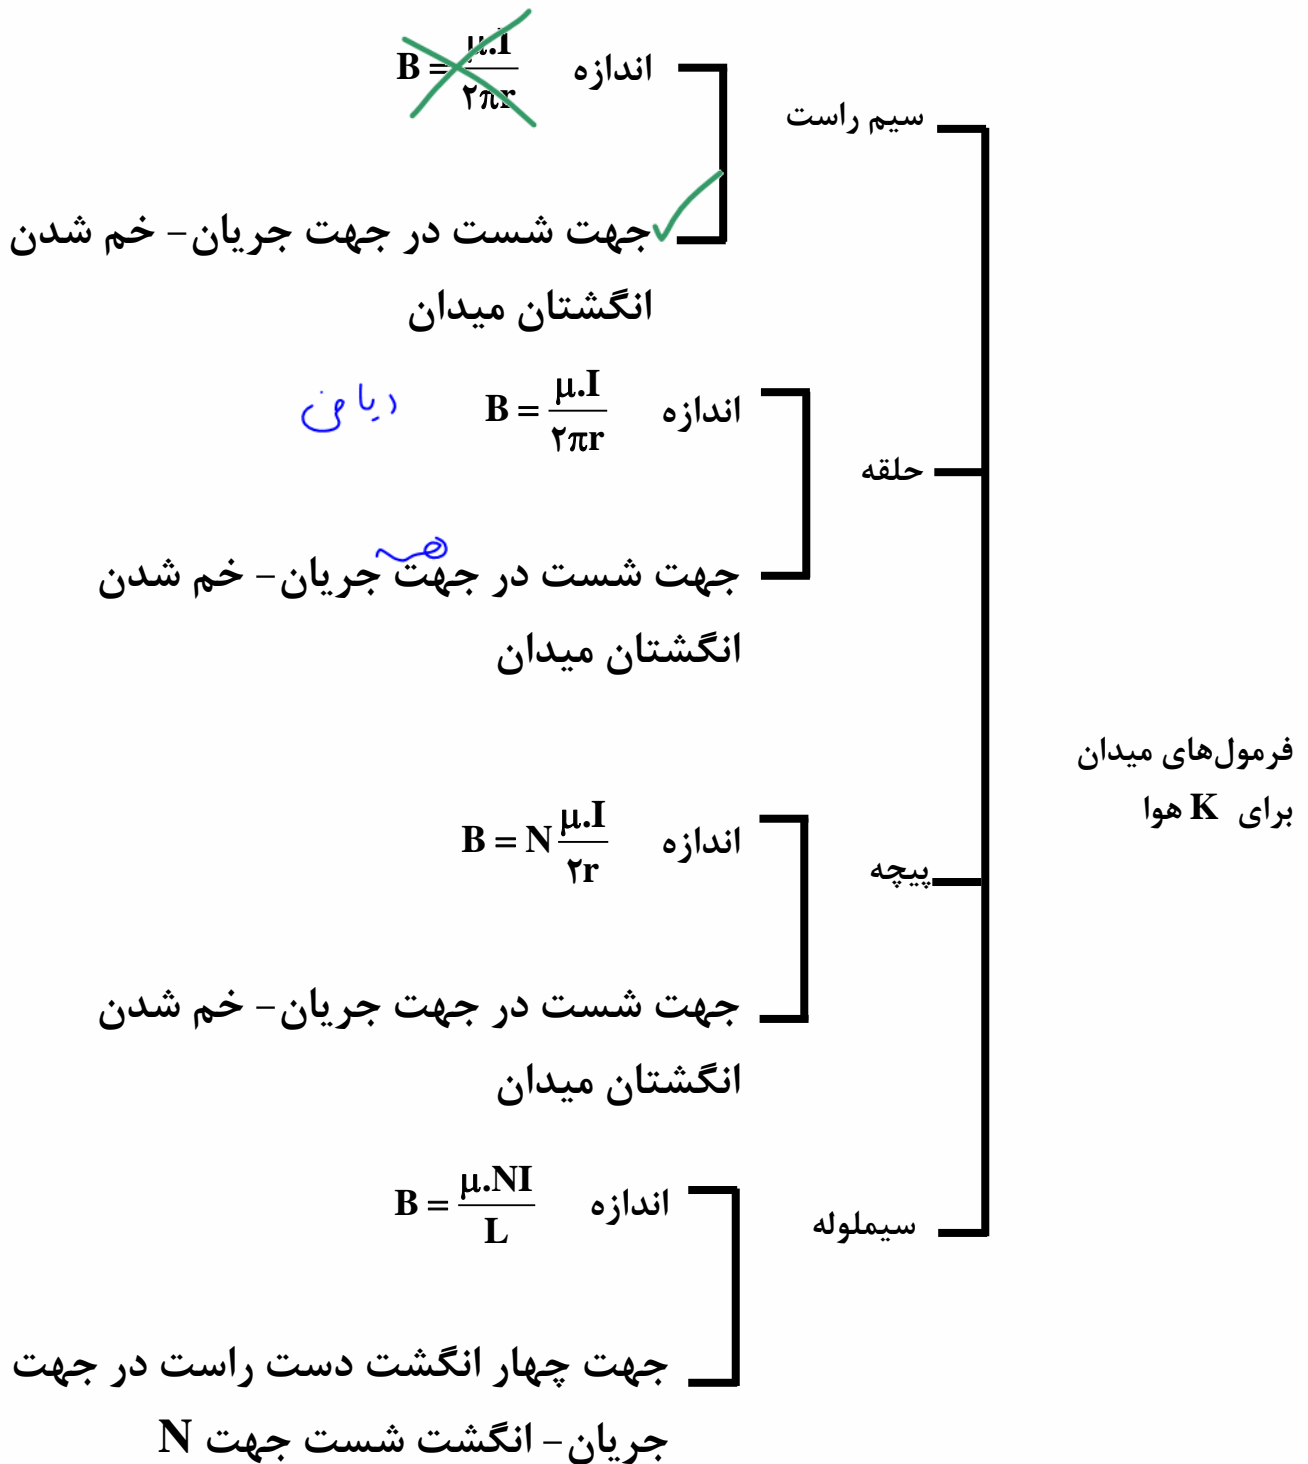 فرمول‌های میدان
برای K هوا
سیم راست
اندازه B = μ.I / ۲πr
جهت شست در جهت جریان- خم شدن
انگشتان میدان
حلقه
اندازه B = μ.I / ۲πr ریاضی
جهت شست در جهت جریان- خم شدن
انگشتان میدان
پیچه
اندازه B = N μ.I / ۲r
جهت شست در جهت جریان- خم شدن
انگشتان میدان
سیملوله
اندازه B = μ.NI / L
جهت چهار انگشت دست راست در جهت
جریان- انگشت شست جهت N